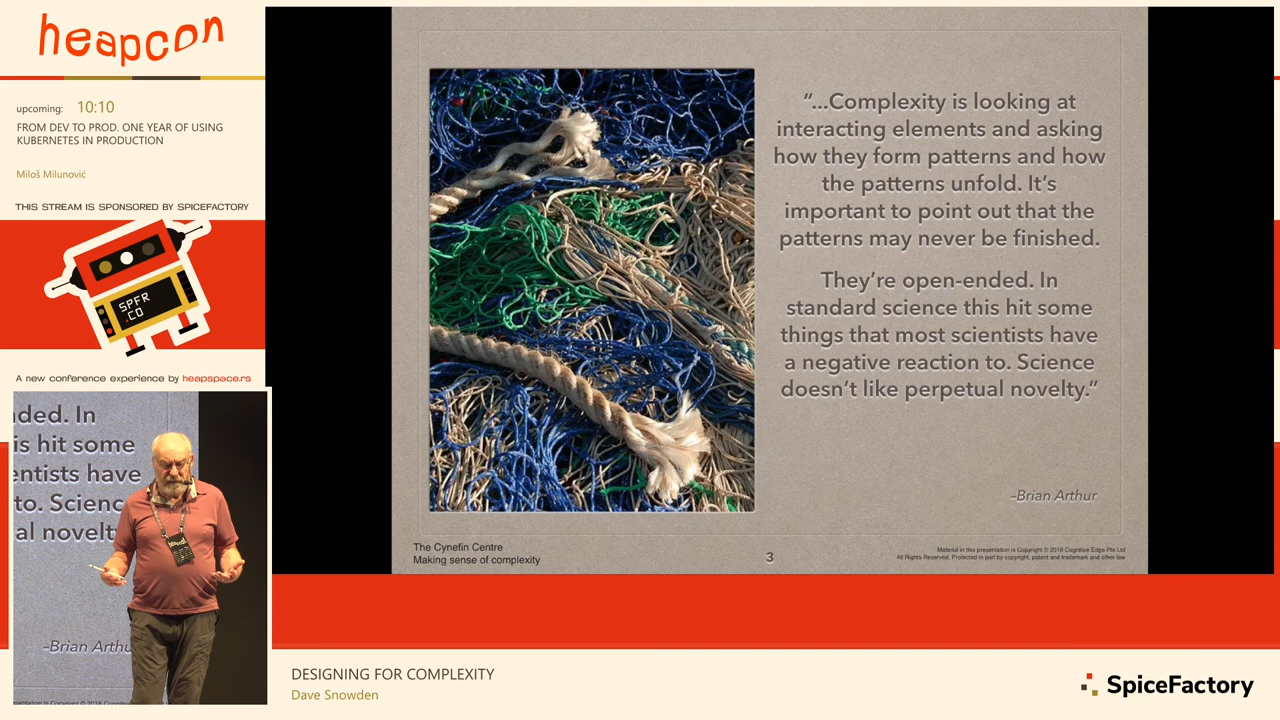 heapcon
upcoming: 10:10
FROM DEV TO PROD. ONE YEAR OF USING
KUBERNETES IN PRODUCTION
Miloš Milunović
THIS STREAM IS SPONSORED BY SPICEFACTORY
SPFR
.CO
A new conference experience by heapspace.rs
nded. In
is hit some
entists have
to. Scienc
al novelt
–Brian Arthu
“...Complexity is looking at
interacting elements and asking
how they form patterns and how
the patterns unfold. It’s
important to point out that the
patterns may never be finished.
They’re open-ended. In
standard science this hit some
things that most scientists have
a negative reaction to. Science
doesn’t like perpetual novelty.”
–Brian Arthur
The Cynefin Centre
Making sense of complexity
3
Material in this presentation is Copyright © 2018 Cognitive Edge Pte Ltd
All Rights Reserved. Protected in part by copyright, patent and trademark and other law
DESIGNING FOR COMPLEXITY
Dave Snowden
SpiceFactory